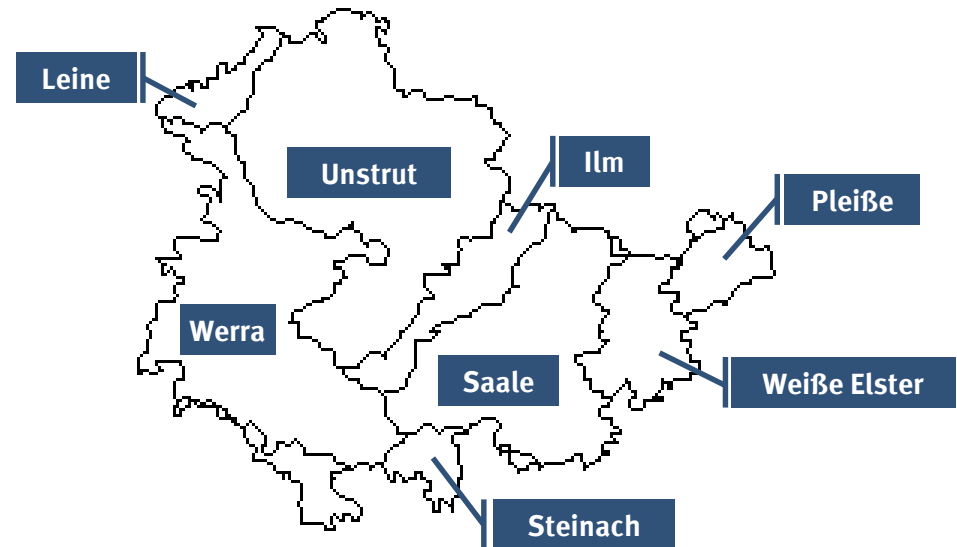 Leine
Unstrut
Ilm
Pleiße
Werra
Saale
Weiße Elster
Steinach